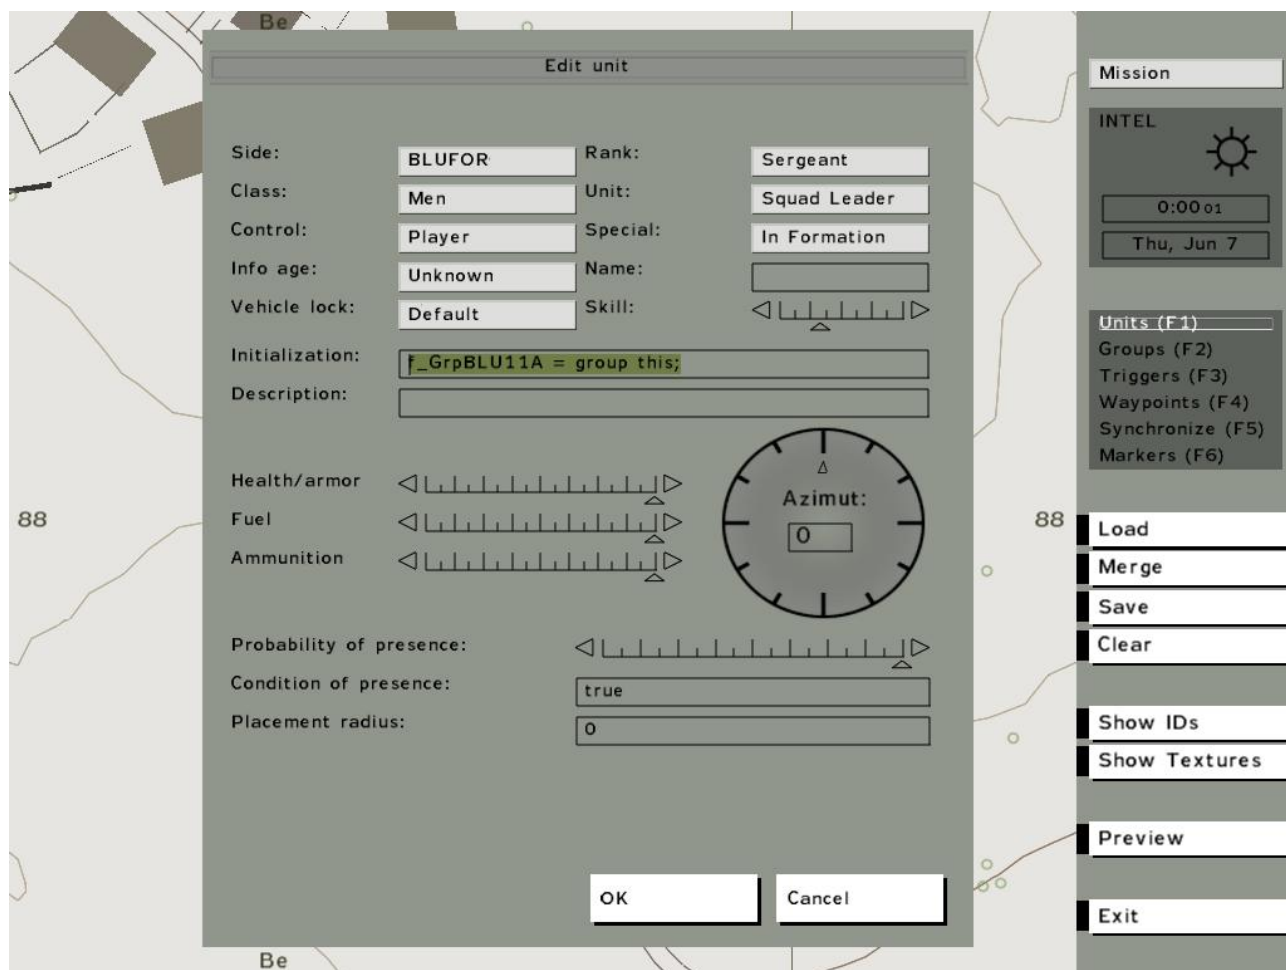 Be
Edit unit
Side:
BLUFOR
Rank:
Sergeant
Class:
Men
Unit:
Squad Leader
Control:
Player
Special:
In Formation
Info age:
Unknown
Name:
Vehicle lock:
Default
Skill:
Initialization:
f_GrpBLU11A = group this;
Description:
Health/armor
Fuel
Ammunition
Azimut:
0
Probability of presence:
Condition of presence:
true
Placement radius:
0
OK
Cancel
88
88
Be
Mission
INTEL
0:00 01
Thu, Jun 7
Units (F1)
Groups (F2)
Triggers (F3)
Waypoints (F4)
Synchronize (F5)
Markers (F6)
Load
Merge
Save
Clear
Show IDs
Show Textures
Preview
Exit